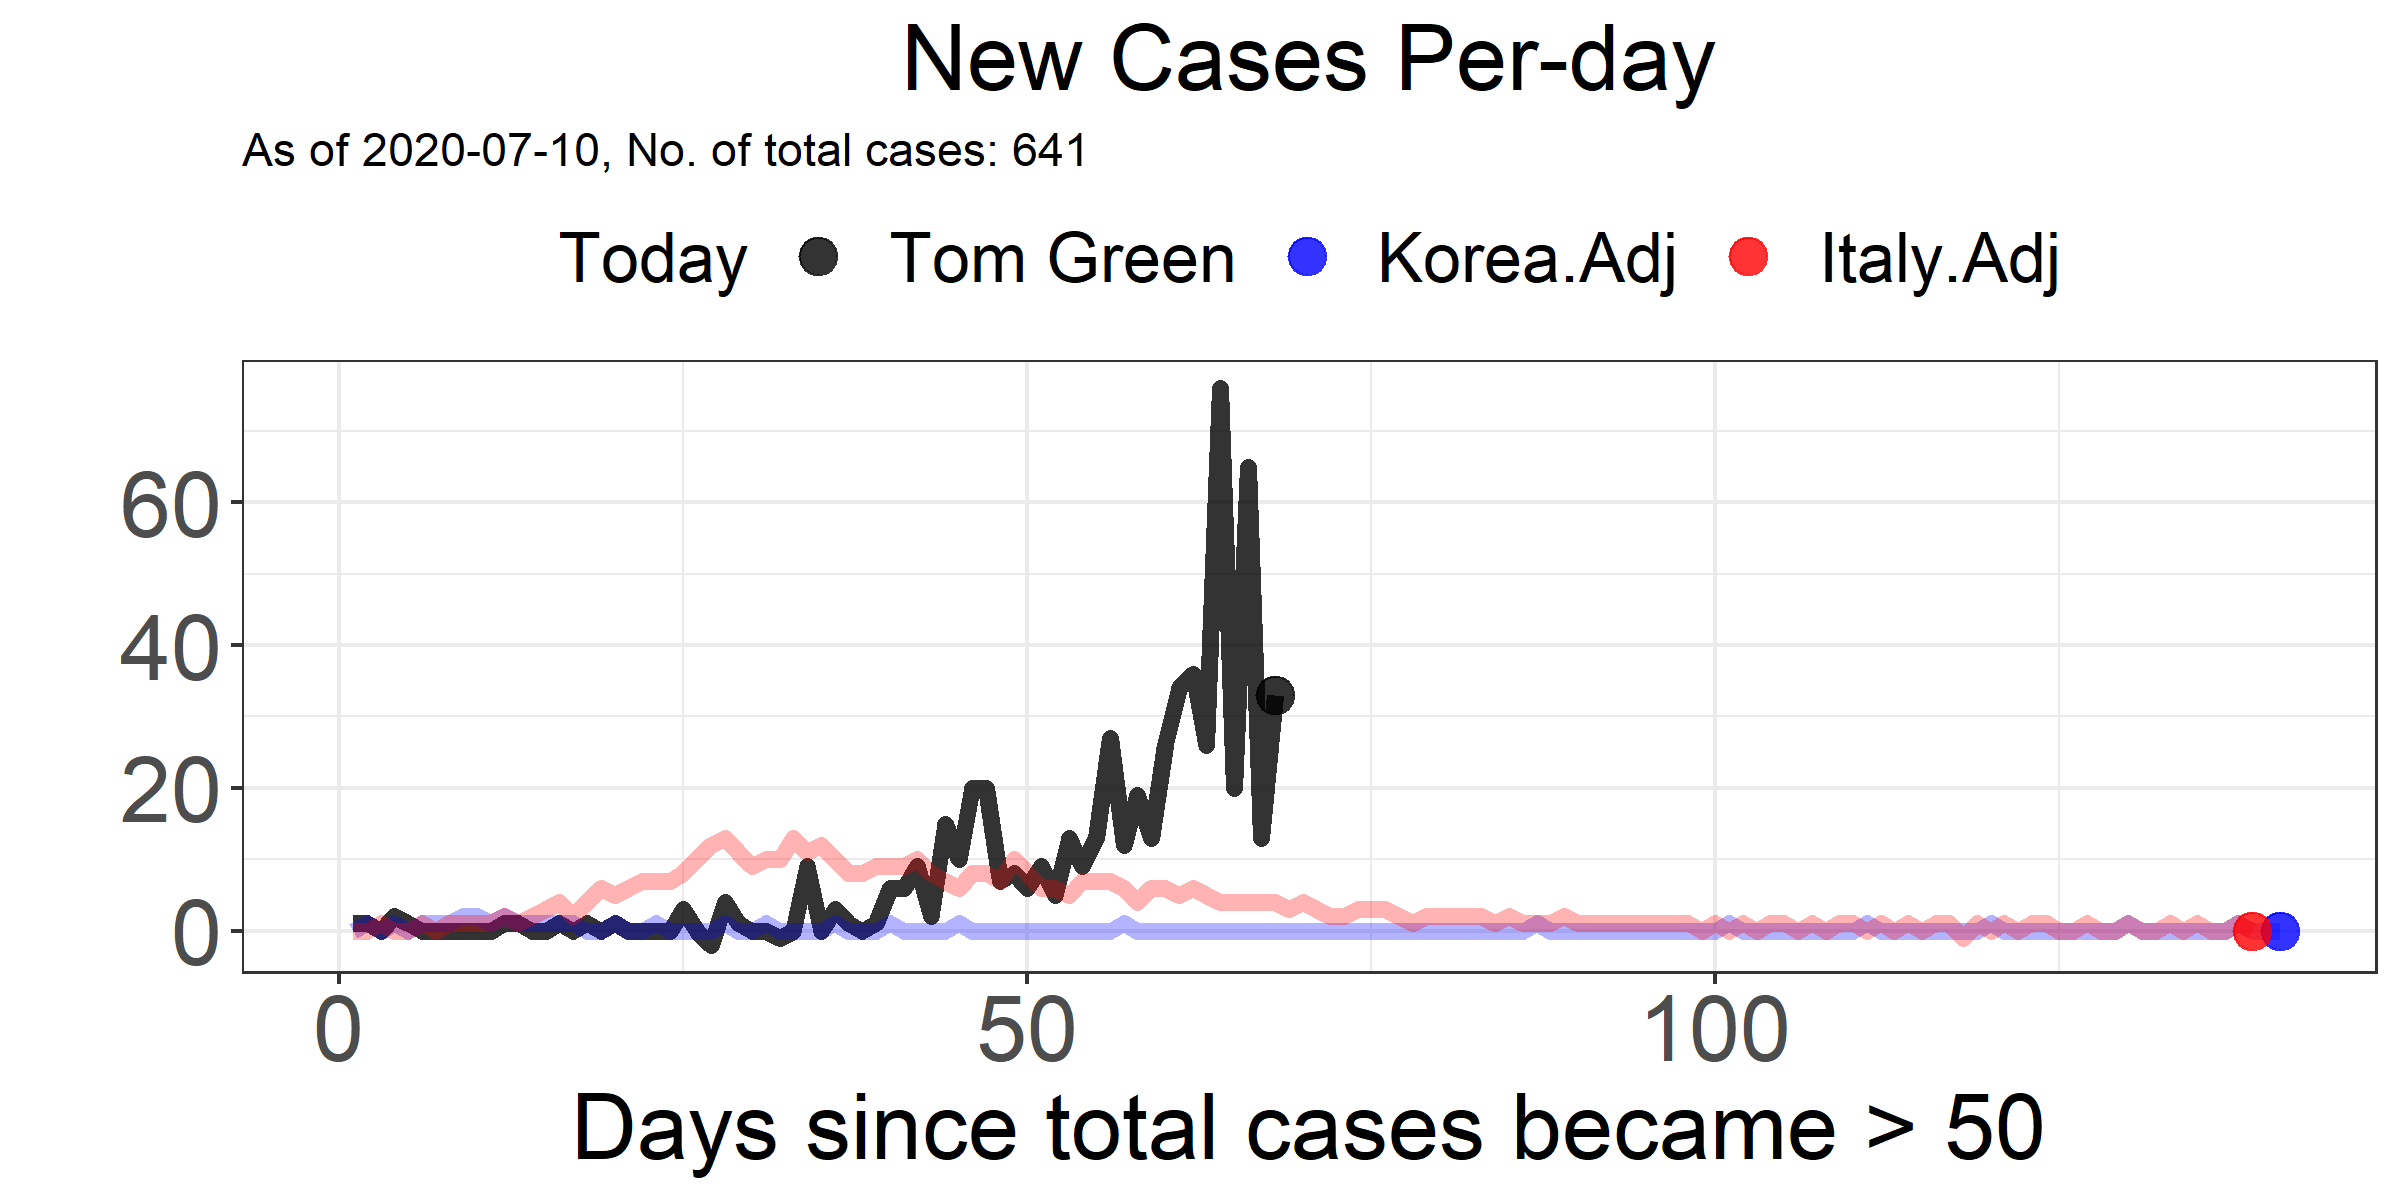 New Cases Per-day
As of 2020-07-10, No. of total cases: 641
Today Tom Green Korea.Adj Italy.Adj
60
40
20
0
0 50 100
Days since total cases became > 50